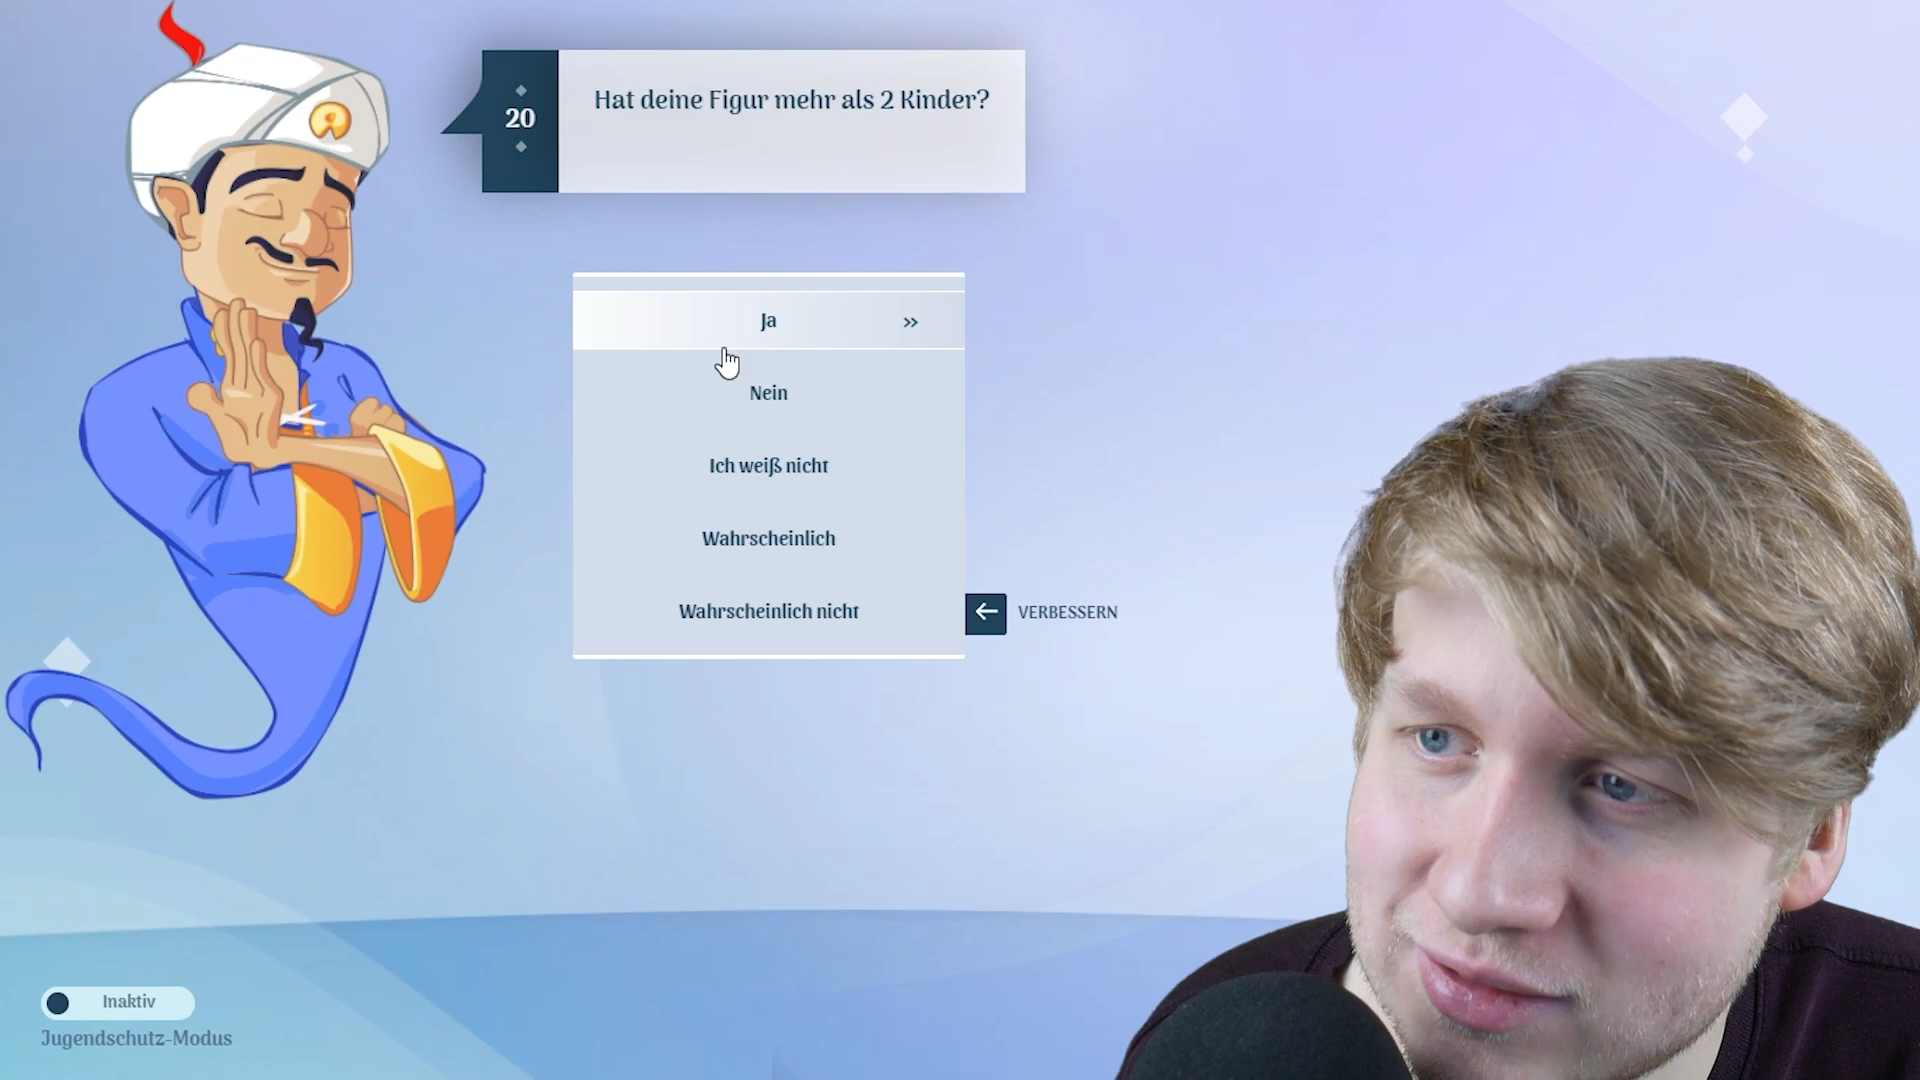 20
Hat deine Figur mehr als 2 Kinder?
Ja
Nein
Ich weiß nicht
Wahrscheinlich
Wahrscheinlich nicht
VERBESSERN
Inaktiv
Jugendschutz-Modus